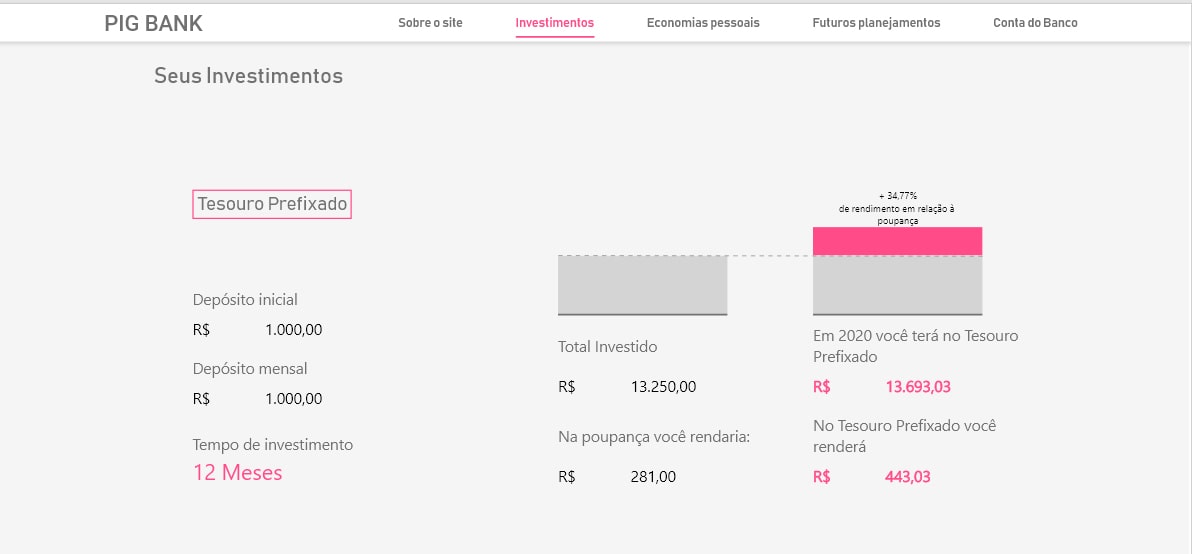 PIG BANK
Sobre o site
Investimentos
Economias pessoais
Futuros planejamentos
Conta do Banco
Seus Investimentos
Tesouro Prefixado
Depósito inicial
R$ 1.000,00
Depósito mensal
R$ 1.000,00
Tempo de investimento
12 Meses
Total Investido
R$ 13.250,00
Na poupança você rendaria:
R$ 281,00
+ 34,77%
de rendimento em relação à
poupança
Em 2020 você terá no Tesouro
Prefixado
R$ 13.693,03
No Tesouro Prefixado você
renderá
R$ 443,03